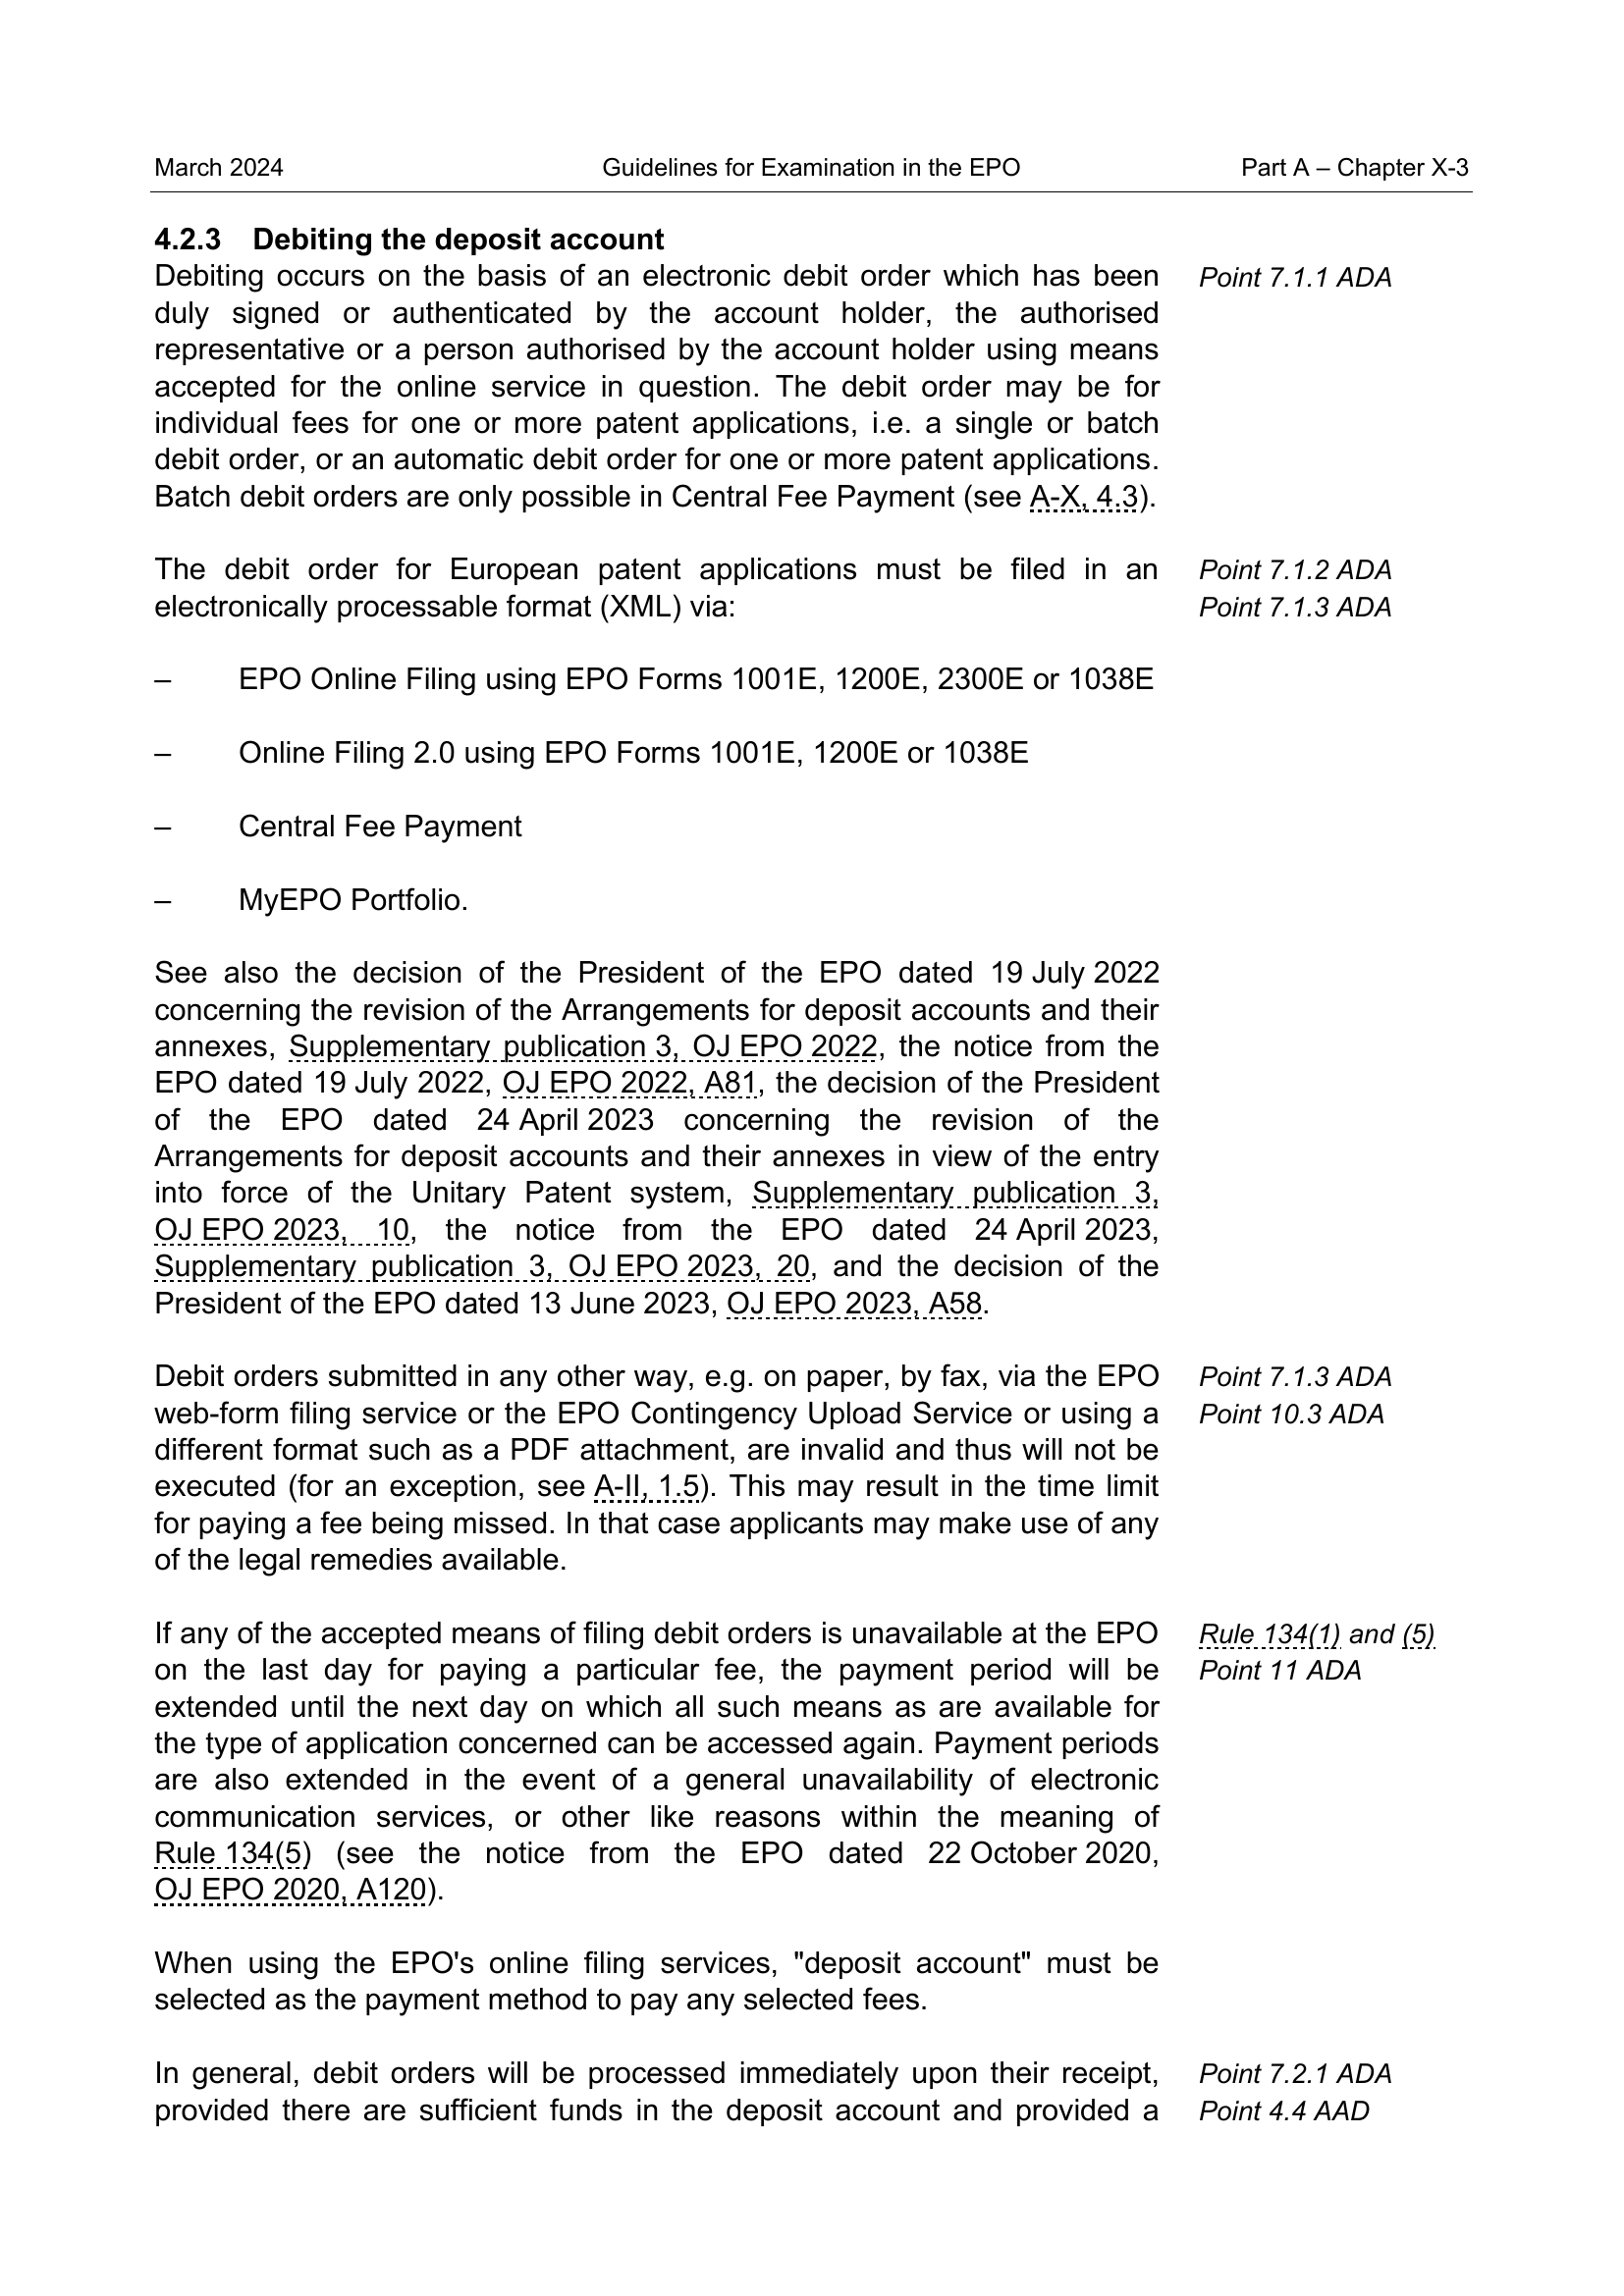 March 2024 Guidelines for Examination in the EPO Part A – Chapter X-3
4.2.3 Debiting the deposit account
Debiting occurs on the basis of an electronic debit order which has been
duly signed or authenticated by the account holder, the authorised
representative or a person authorised by the account holder using means
accepted for the online service in question. The debit order may be for
individual fees for one or more patent applications, i.e. a single or batch
debit order, or an automatic debit order for one or more patent applications.
Batch debit orders are only possible in Central Fee Payment (see A-X, 4.3).
Point 7.1.1 ADA
The debit order for European patent applications must be filed in an
electronically processable format (XML) via:
Point 7.1.2 ADA
Point 7.1.3 ADA
– EPO Online Filing using EPO Forms 1001E, 1200E, 2300E or 1038E
– Online Filing 2.0 using EPO Forms 1001E, 1200E or 1038E
– Central Fee Payment
– MyEPO Portfolio.
See also the decision of the President of the EPO dated 19 July 2022
concerning the revision of the Arrangements for deposit accounts and their
annexes, Supplementary publication 3, OJ EPO 2022, the notice from the
EPO dated 19 July 2022, OJ EPO 2022, A81, the decision of the President
of the EPO dated 24 April 2023 concerning the revision of the
Arrangements for deposit accounts and their annexes in view of the entry
into force of the Unitary Patent system, Supplementary publication 3,
OJ EPO 2023, 10, the notice from the EPO dated 24 April 2023,
Supplementary publication 3, OJ EPO 2023, 20, and the decision of the
President of the EPO dated 13 June 2023, OJ EPO 2023, A58.
Debit orders submitted in any other way, e.g. on paper, by fax, via the EPO
web-form filing service or the EPO Contingency Upload Service or using a
different format such as a PDF attachment, are invalid and thus will not be
executed (for an exception, see A-II, 1.5). This may result in the time limit
for paying a fee being missed. In that case applicants may make use of any
of the legal remedies available.
Point 7.1.3 ADA
Point 10.3 ADA
If any of the accepted means of filing debit orders is unavailable at the EPO
on the last day for paying a particular fee, the payment period will be
extended until the next day on which all such means as are available for
the type of application concerned can be accessed again. Payment periods
are also extended in the event of a general unavailability of electronic
communication services, or other like reasons within the meaning of
Rule 134(5) (see the notice from the EPO dated 22 October 2020,
OJ EPO 2020, A120).
Rule 134(1) and (5)
Point 11 ADA
When using the EPO's online filing services, "deposit account" must be
selected as the payment method to pay any selected fees.
In general, debit orders will be processed immediately upon their receipt,
provided there are sufficient funds in the deposit account and provided a
Point 7.2.1 ADA
Point 4.4 AAD